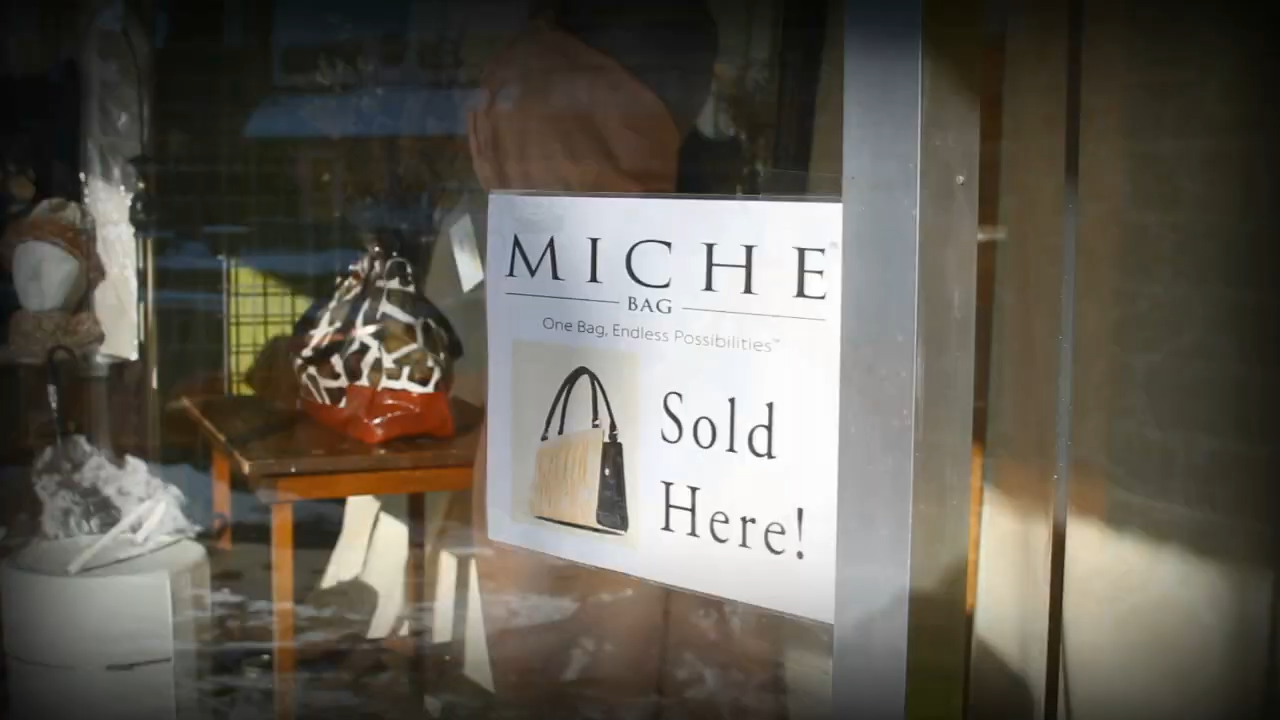 MICHE
BAG
One Bag, Endless Possibilities™
Sold
Here!